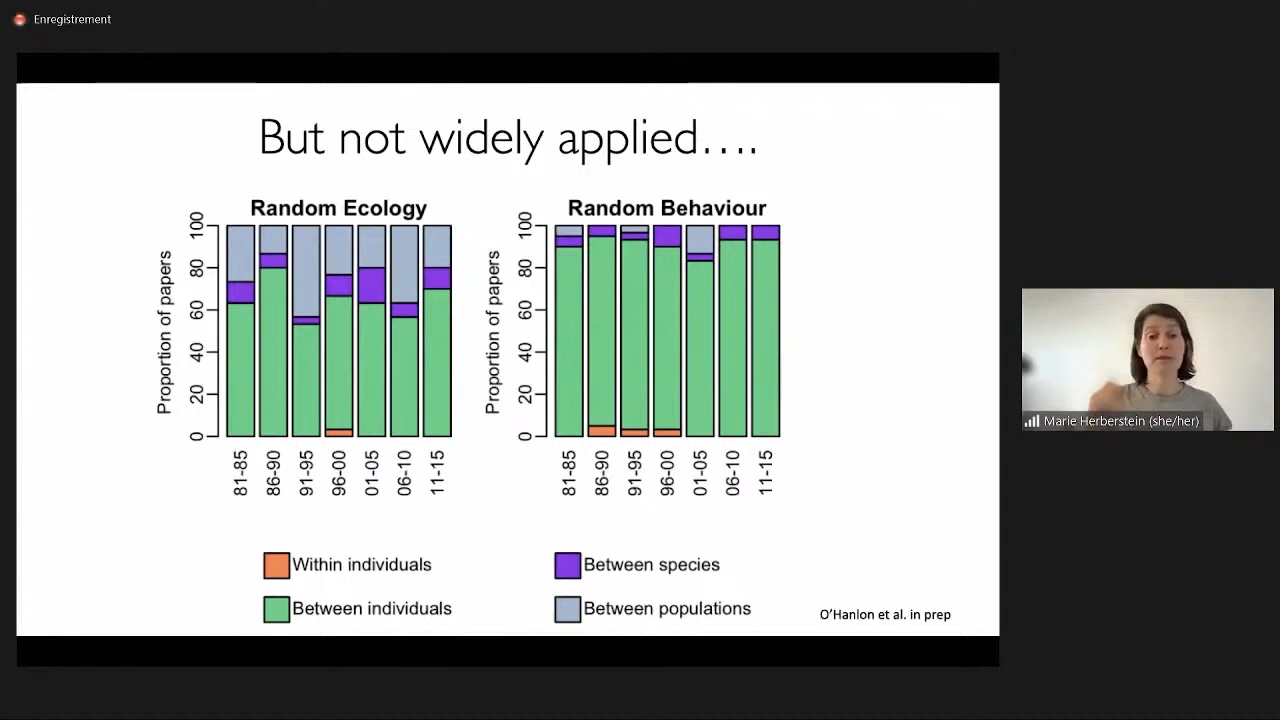 Enregistrement
But not widely applied….
Random Ecology
Proportion of papers
0 20 40 60 80 100
81-85 86-90 91-95 96-00 01-05 06-10 11-15
Random Behaviour
Proportion of papers
0 20 40 60 80 100
81-85 86-90 91-95 96-00 01-05 06-10 11-15
Within individuals
Between species
Between individuals
Between populations
O’Hanlon et al. in prep
Marie Herberstein (she/her)